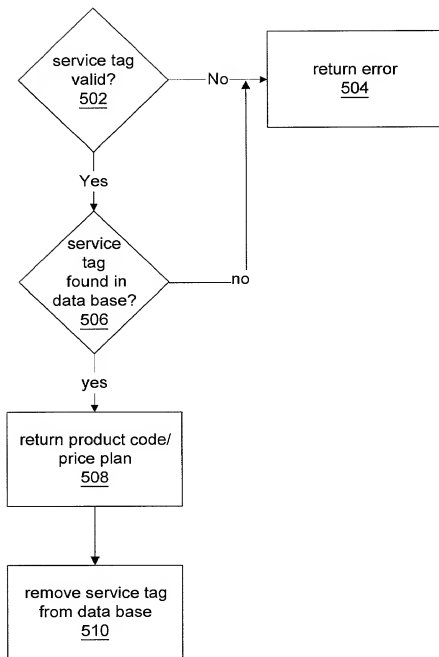 service tag
valid?
502
No
return error
504
Yes
service
tag
found in
data base?
506
no
yes
return product code/
price plan
508
remove service tag
from data base
510